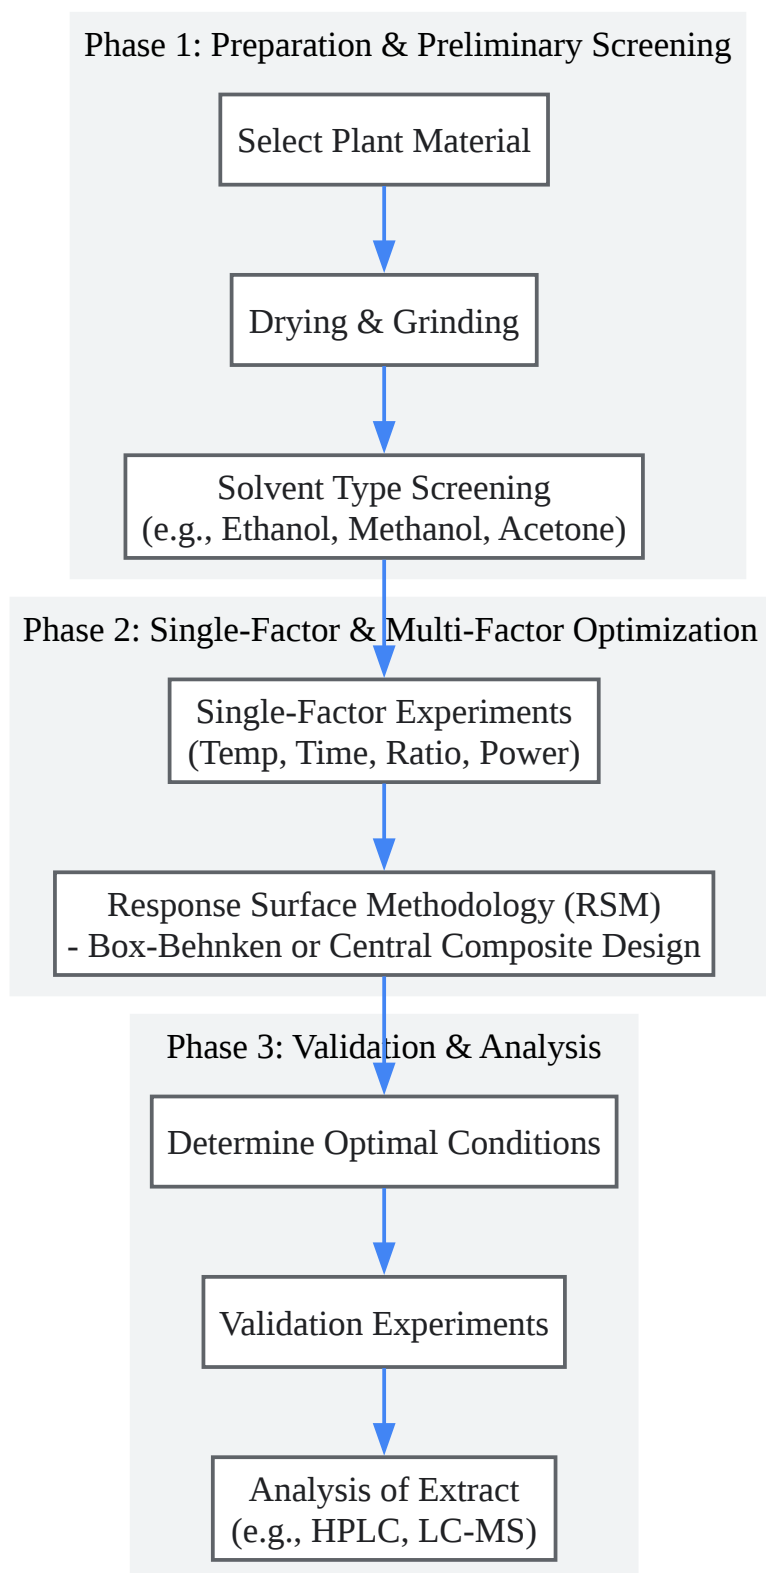 Phase 1: Preparation & Preliminary Screening
Select Plant Material
Drying & Grinding
Solvent Type Screening
(e.g., Ethanol, Methanol, Acetone)
Phase 2: Single-Factor & Multi-Factor Optimization
Single-Factor Experiments
(Temp, Time, Ratio, Power)
Response Surface Methodology (RSM)
- Box-Behnken or Central Composite Design
Phase 3: Validation & Analysis
Determine Optimal Conditions
Validation Experiments
Analysis of Extract
(e.g., HPLC, LC-MS)